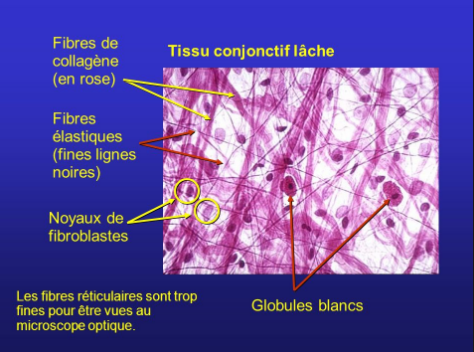 Tissu conjonctif lâche
Fibres de
collagène
(en rose)
Fibres
élastiques
(fines lignes
noires)
Noyaux de
fibroblastes
Globules blancs
Les fibres réticulaires sont trop
fines pour être vues au
microscope optique.